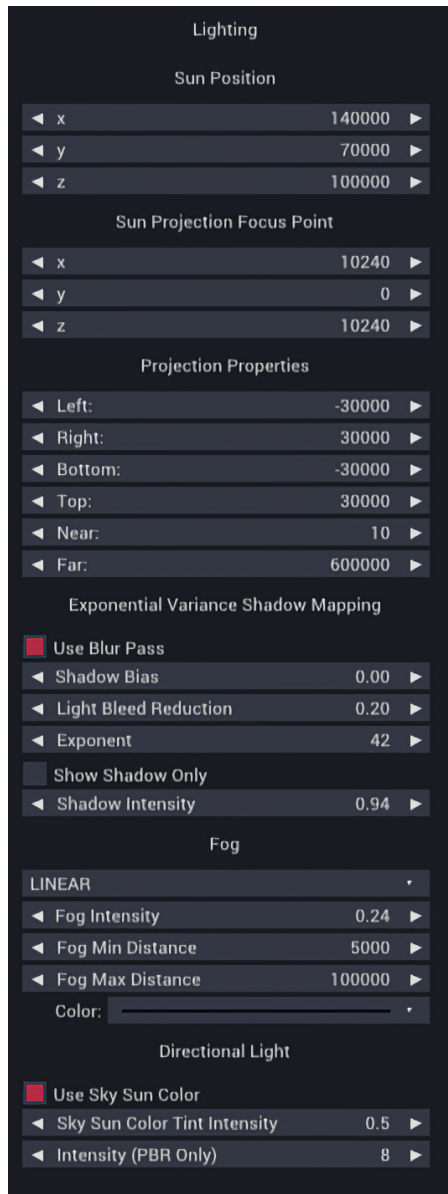 Lighting
Sun Position
x 140000
y 70000
z 100000
Sun Projection Focus Point
x 10240
y 0
z 10240
Projection Properties
Left: -30000
Right: 30000
Bottom: -30000
Top: 30000
Near: 10
Far: 600000
Exponential Variance Shadow Mapping
Use Blur Pass
Shadow Bias 0.00
Light Bleed Reduction 0.20
Exponent 42
Show Shadow Only
Shadow Intensity 0.94
Fog
LINEAR
Fog Intensity 0.24
Fog Min Distance 5000
Fog Max Distance 100000
Color:
Directional Light
Use Sky Sun Color
Sky Sun Color Tint Intensity 0.5
Intensity (PBR Only) 8